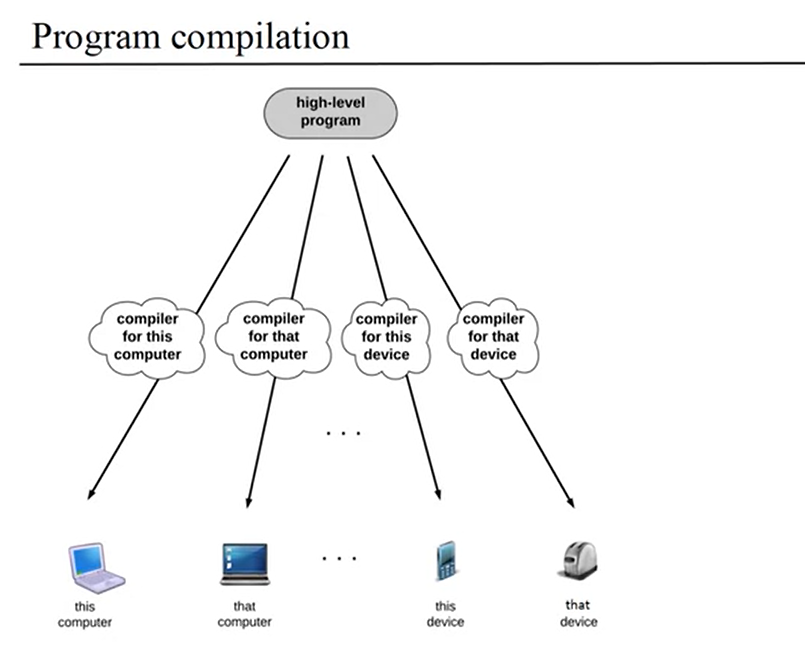 Program compilation
high-level
program
compiler
for this
computer
compiler
for that
computer
compiler
for this
device
compiler
for that
device
. . .
. . .
this
computer
that
computer
this
device
that
device